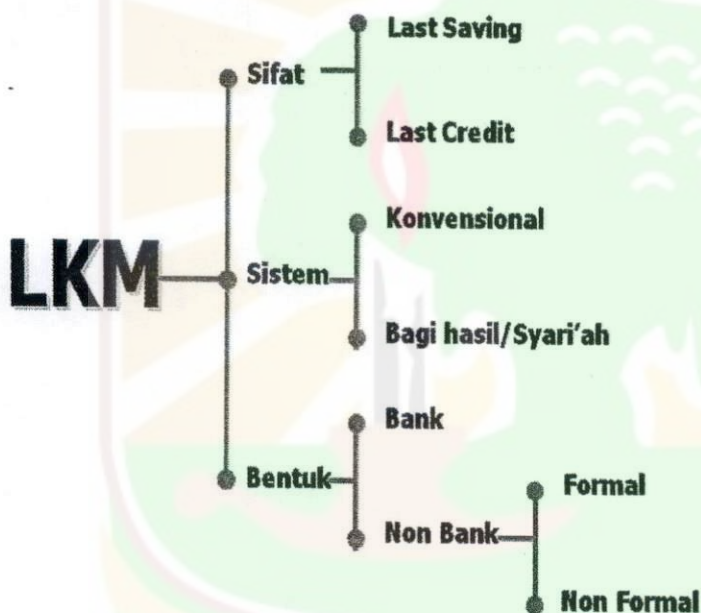 Last Saving
Sifat
Last Credit
Konvensional
LKM
Sistem
Bagi hasil/Syari'ah
Bank
Bentuk
Formal
Non Bank
Non Formal